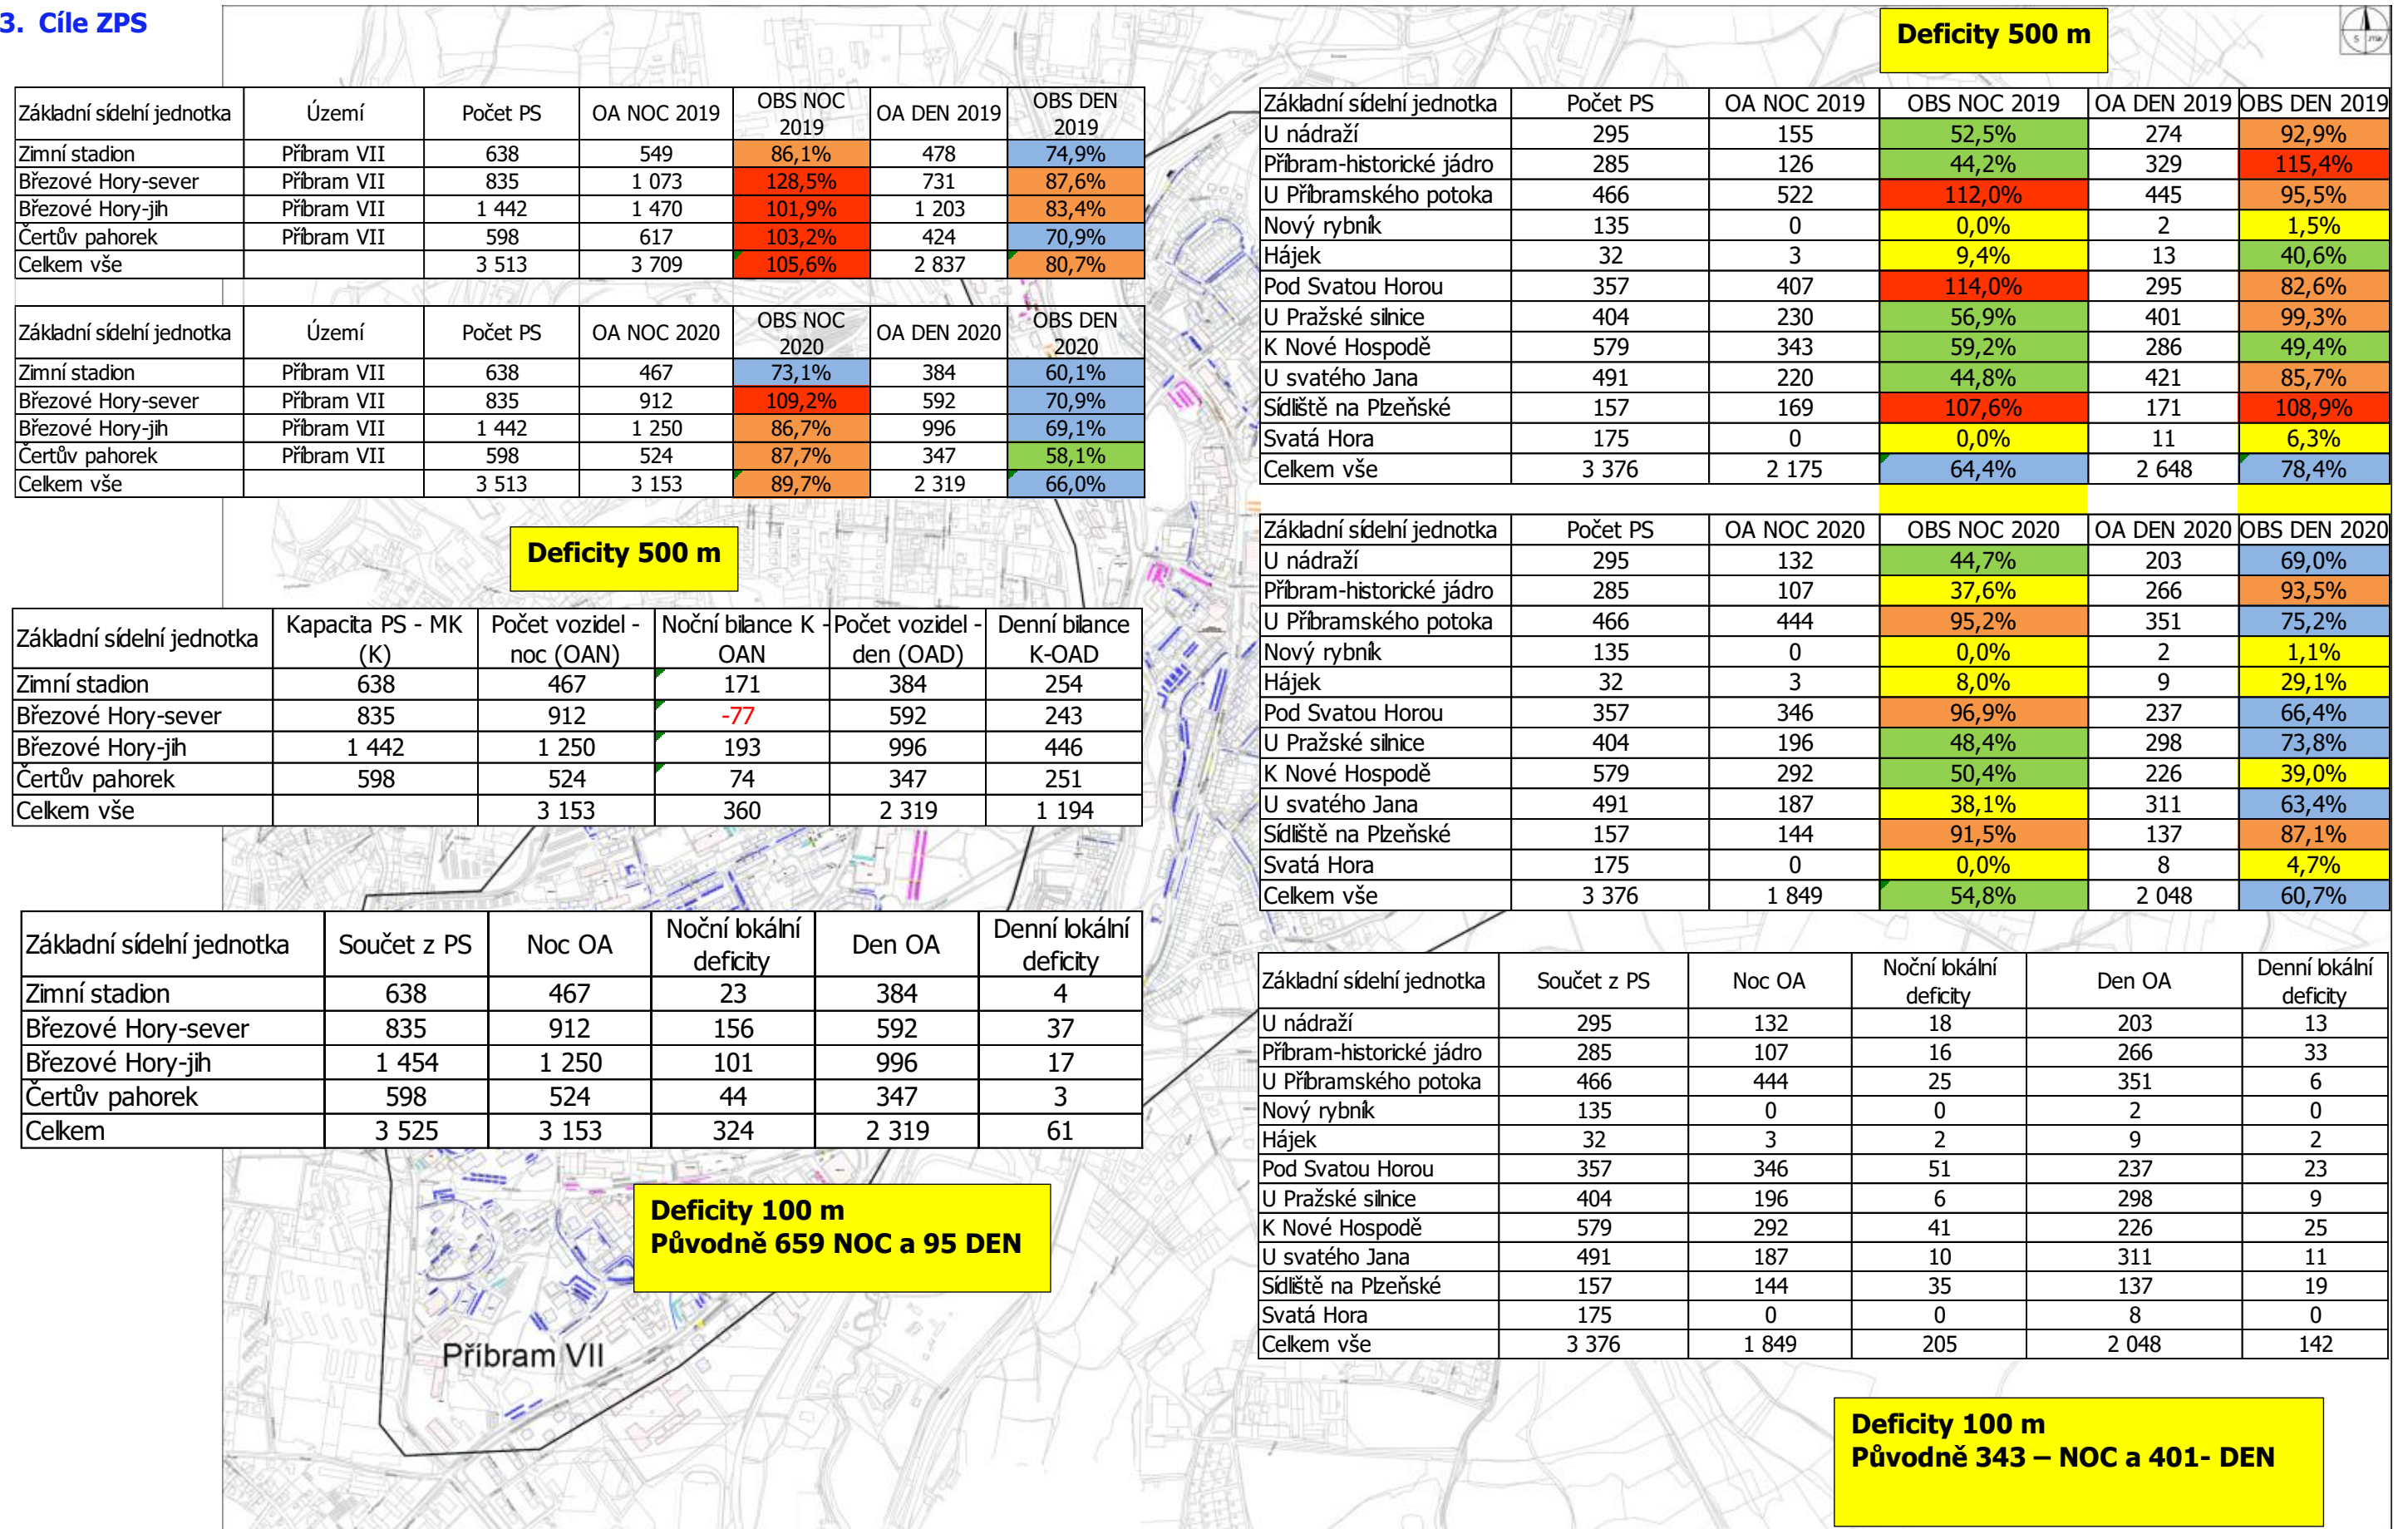 3. Cíle ZPS
Deficity 500 m
Základní sídelní jednotka Území Počet PS OA NOC 2019 OBS NOC 2019 OA DEN 2019 OBS DEN 2019
Zimní stadion Příbram VII 638 549 86,1% 478 74,9%
Březové Hory-sever Příbram VII 835 1 073 128,5% 731 87,6%
Březové Hory-jih Příbram VII 1 442 1 470 101,9% 1 203 83,4%
Čertův pahorek Příbram VII 598 617 103,2% 424 70,9%
Celkem vše 3 513 3 709 105,6% 2 837 80,7%
Základní sídelní jednotka Území Počet PS OA NOC 2020 OBS NOC 2020 OA DEN 2020 OBS DEN 2020
Zimní stadion Příbram VII 638 467 73,1% 384 60,1%
Březové Hory-sever Příbram VII 835 912 109,2% 592 70,9%
Březové Hory-jih Příbram VII 1 442 1 250 86,7% 996 69,1%
Čertův pahorek Příbram VII 598 524 87,7% 347 58,1%
Celkem vše 3 513 3 153 89,7% 2 319 66,0%
Deficity 500 m
Základní sídelní jednotka Kapacita PS - MK (K) Počet vozidel - noc (OAN) Noční bilance K - OAN Počet vozidel - den (OAD) Denní bilance K-OAD
Zimní stadion 638 467 171 384 254
Březové Hory-sever 835 912 -77 592 243
Březové Hory-jih 1 442 1 250 193 996 446
Čertův pahorek 598 524 74 347 251
Celkem vše 3 153 360 2 319 1 194
Základní sídelní jednotka Součet z PS Noc OA Noční lokální deficity Den OA Denní lokální deficity
Zimní stadion 638 467 23 384 4
Březové Hory-sever 835 912 156 592 37
Březové Hory-jih 1 454 1 250 101 996 17
Čertův pahorek 598 524 44 347 3
Celkem 3 525 3 153 324 2 319 61
Deficity 100 m
Původně 659 NOC a 95 DEN
Příbram VII
Základní sídelní jednotka Počet PS OA NOC 2019 OBS NOC 2019 OA DEN 2019 OBS DEN 2019
U nádraží 295 155 52,5% 274 92,9%
Příbram-historické jádro 285 126 44,2% 329 115,4%
U Příbramského potoka 466 522 112,0% 445 95,5%
Nový rybník 135 0 0,0% 2 1,5%
Hájek 32 3 9,4% 13 40,6%
Pod Svatou Horou 357 407 114,0% 295 82,6%
U Pražské silnice 404 230 56,9% 401 99,3%
K Nové Hospodě 579 343 59,2% 286 49,4%
U svatého Jana 491 220 44,8% 421 85,7%
Sídliště na Plzeňské 157 169 107,6% 171 108,9%
Svatá Hora 175 0 0,0% 11 6,3%
Celkem vše 3 376 2 175 64,4% 2 648 78,4%
Základní sídelní jednotka Počet PS OA NOC 2020 OBS NOC 2020 OA DEN 2020 OBS DEN 2020
U nádraží 295 132 44,7% 203 69,0%
Příbram-historické jádro 285 107 37,6% 266 93,5%
U Příbramského potoka 466 444 95,2% 351 75,2%
Nový rybník 135 0 0,0% 2 1,1%
Hájek 32 3 8,0% 9 29,1%
Pod Svatou Horou 357 346 96,9% 237 66,4%
U Pražské silnice 404 196 48,4% 298 73,8%
K Nové Hospodě 579 292 50,4% 226 39,0%
U svatého Jana 491 187 38,1% 311 63,4%
Sídliště na Plzeňské 157 144 91,5% 137 87,1%
Svatá Hora 175 0 0,0% 8 4,7%
Celkem vše 3 376 1 849 54,8% 2 048 60,7%
Základní sídelní jednotka Součet z PS Noc OA Noční lokální deficity Den OA Denní lokální deficity
U nádraží 295 132 18 203 13
Příbram-historické jádro 285 107 16 266 33
U Příbramského potoka 466 444 25 351 6
Nový rybník 135 0 0 2 0
Hájek 32 3 2 9 2
Pod Svatou Horou 357 346 51 237 23
U Pražské silnice 404 196 6 298 9
K Nové Hospodě 579 292 41 226 25
U svatého Jana 491 187 10 311 11
Sídliště na Plzeňské 157 144 35 137 19
Svatá Hora 175 0 0 8 0
Celkem vše 3 376 1 849 205 2 048 142
Deficity 100 m
Původně 343 – NOC a 401- DEN